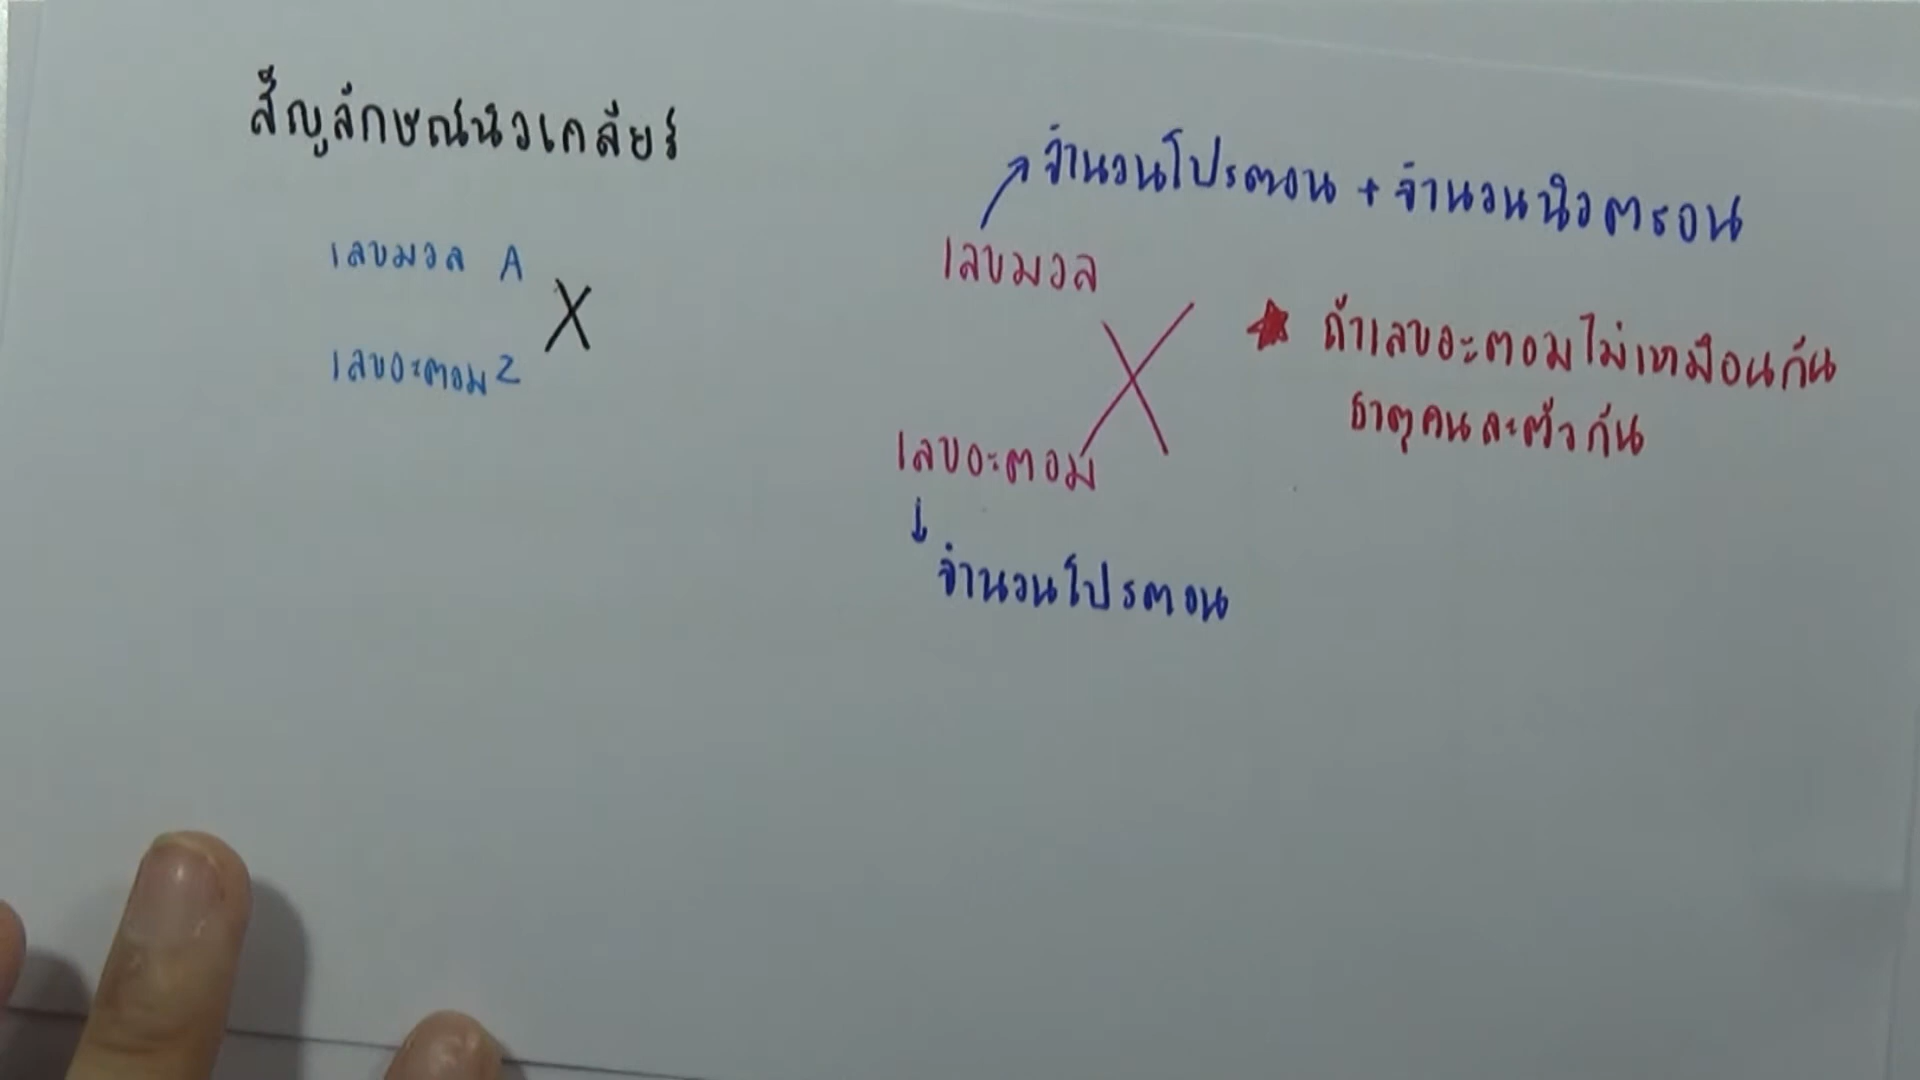 สัญลักษณ์นิวเคลียร์
เลขมวล A
X
เลขอะตอม Z
จำนวนโปรตอน + จำนวนนิวตรอน
เลขมวล
X
เลขอะตอม
จำนวนโปรตอน
ถ้าเลขอะตอมไม่เหมือนกัน
ธาตุคนละตัวกัน